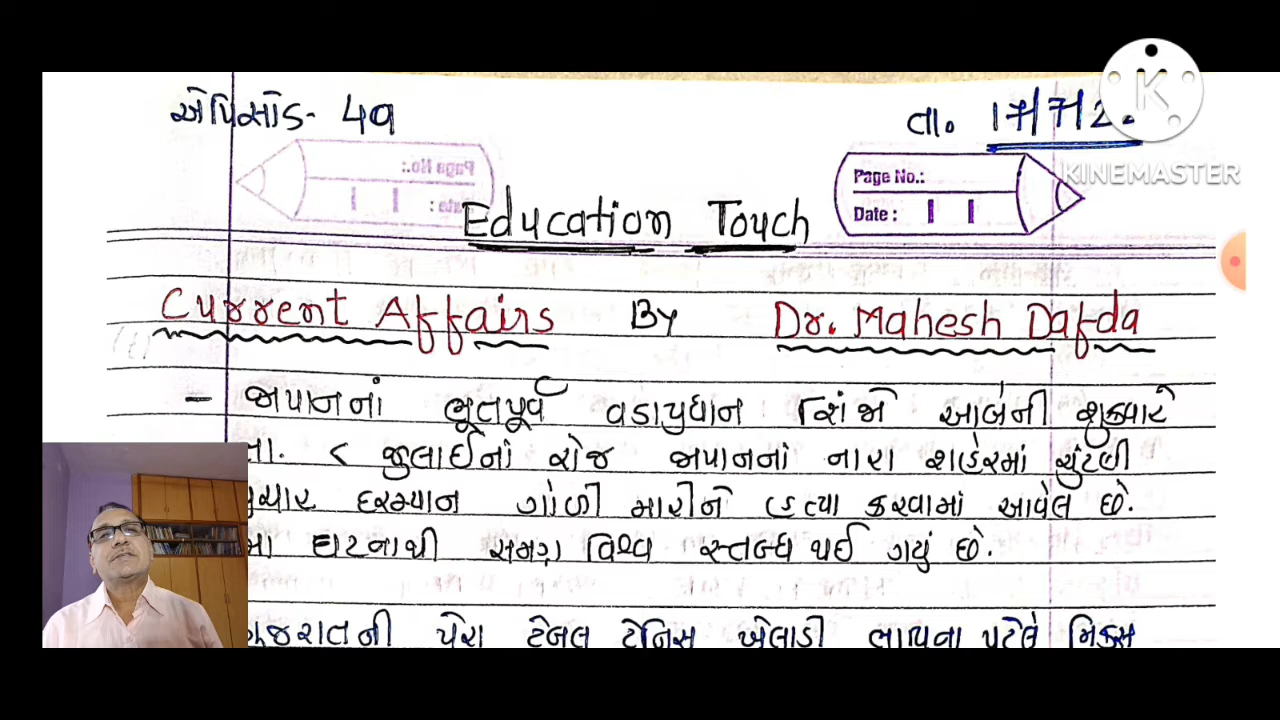 એપિસોડ- 49
તા. 17/7/2
Page No.:
Date :
KINEMASTER
Education Touch
Current Affairs By Dr. Mahesh Dafda
- જાપાનનાં ભૂતપૂર્વ વડાપ્રધાન શિંજો આબેની શુક્રવારે
તા. ૮ જુલાઈનાં રોજ જાપાનનાં નારા શહેરમાં ચુંટણી
પ્રચાર દરમ્યાન ગોળી મારીને હત્યા કરવામાં આવેલ છે.
આ ઘટનાથી સમગ્ર વિશ્વ સ્તબ્ધ થઈ ગયું છે.
ગુજરાતની પેરા ટેબલ ટેનિસ ખેલાડી ભાવિના પટેલે મિક્સ